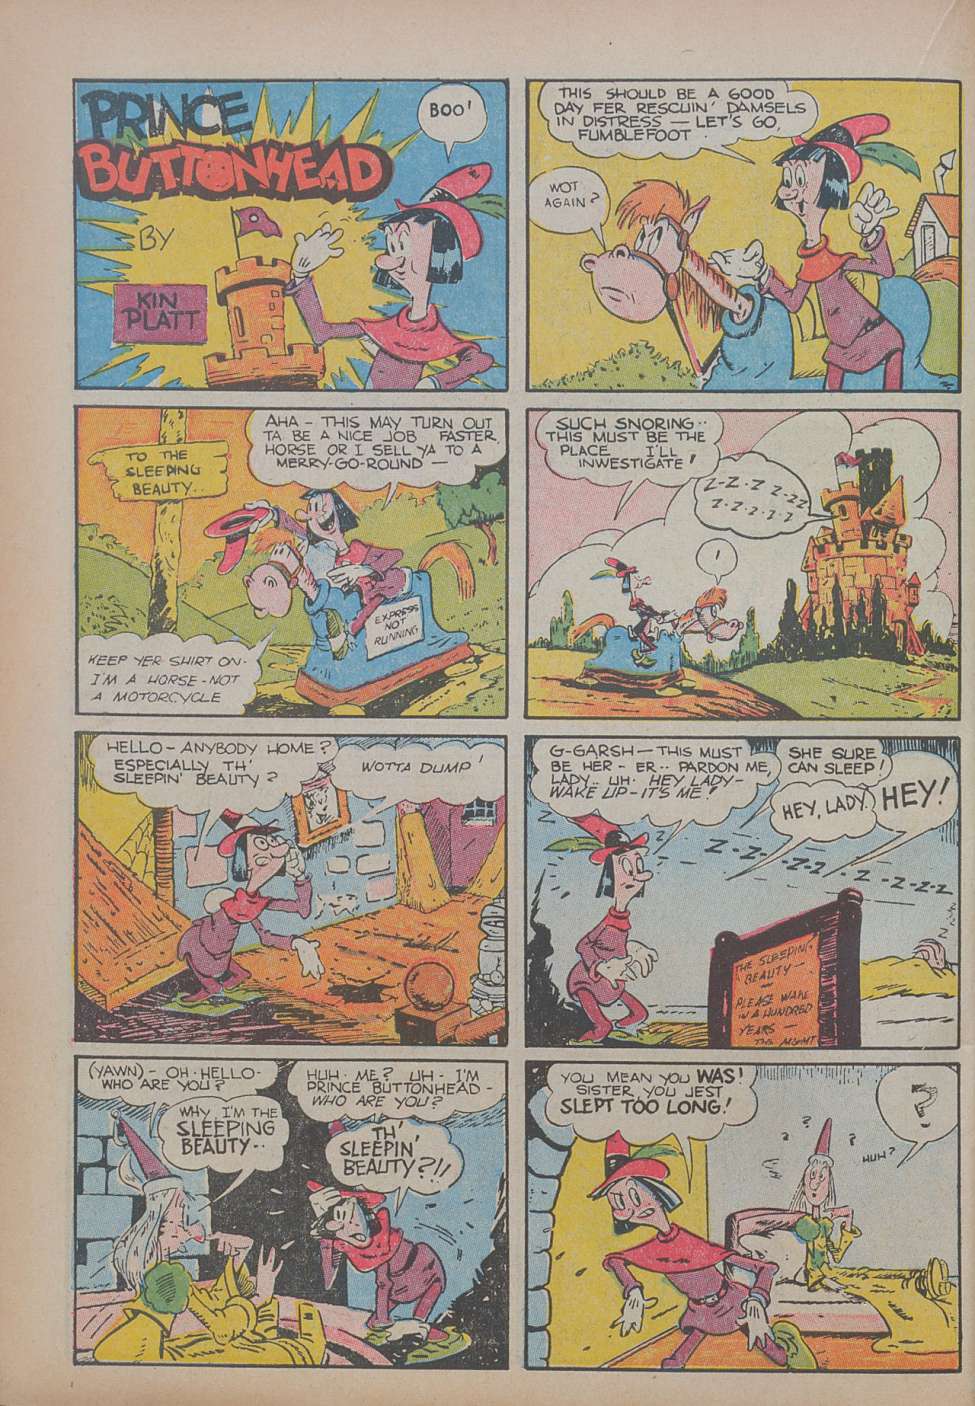 PRINCE
BUTTONHEAD
BY
KIN
PLATT
BOO'
THIS SHOULD BE A GOOD
DAY FER RESCUIN' DAMSELS
IN DISTRESS — LET'S GO,
FUMBLEFOOT.
WOT
AGAIN?
TO THE
SLEEPING
BEAUTY..
AHA - THIS MAY TURN OUT
TA BE A NICE JOB FASTER,
HORSE OR I SELL YA TO A
MERRY-GO-ROUND —
EXPRESS
NOT
RUNNING
KEEP YER SHIRT ON-
I'M A HORSE - NOT
A MOTORCYCLE
SUCH SNORING..
THIS MUST BE THE
PLACE I'LL
INWESTIGATE!
Z-Z-Z Z-ZZ
Z-Z-Z-Z-Z
!
HELLO - ANYBODY HOME?
ESPECIALLY TH'
SLEEPIN' BEAUTY?
WOTTA DUMP!
G-GARSH — THIS MUST
BE HER - ER.. PARDON ME,
LADY.. UH. HEY LADY-
WAKE UP - IT'S ME!
SHE SURE
CAN SLEEP!
HEY, LADY,
HEY!
Z-Z-Z-Z-Z-Z-Z-Z-Z
Z
Z
THE SLEEPING
BEAUTY —
PLEASE WAKE
IN A HUNDRED
YEARS —
THE MGMT
(YAWN) - OH-HELLO-
WHO ARE YOU?
WHY I'M THE
SLEEPING
BEAUTY..
HUH. ME? UH - I'M
PRINCE BUTTONHEAD -
WHO ARE YOU?
TH'
SLEEPIN'
BEAUTY?!!
YOU MEAN YOU WAS!
SISTER, YOU JEST
SLEPT TOO LONG!
? ? ?
HUH?
?